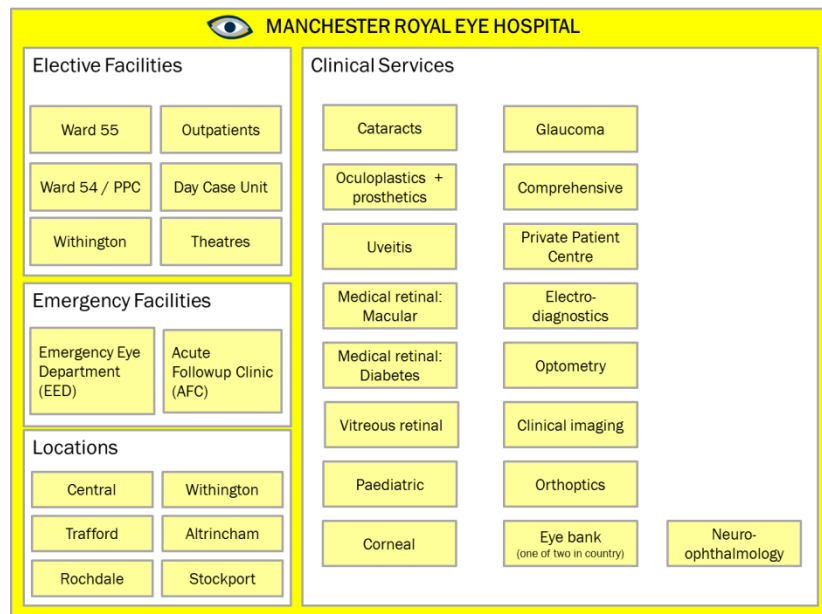 MANCHESTER ROYAL EYE HOSPITAL
Elective Facilities
Ward 55
Outpatients
Ward 54 / PPC
Day Case Unit
Withington
Theatres
Emergency Facilities
Emergency Eye
Department
(EED)
Acute
Followup Clinic
(AFC)
Locations
Central
Withington
Trafford
Altrincham
Rochdale
Stockport
Clinical Services
Cataracts
Glaucoma
Oculoplastics +
prosthetics
Comprehensive
Uveitis
Private Patient
Centre
Medical retinal:
Macular
Electro-
diagnostics
Medical retinal:
Diabetes
Optometry
Vitreous retinal
Clinical imaging
Paediatric
Orthoptics
Corneal
Eye bank
(one of two in country)
Neuro-
ophthalmology